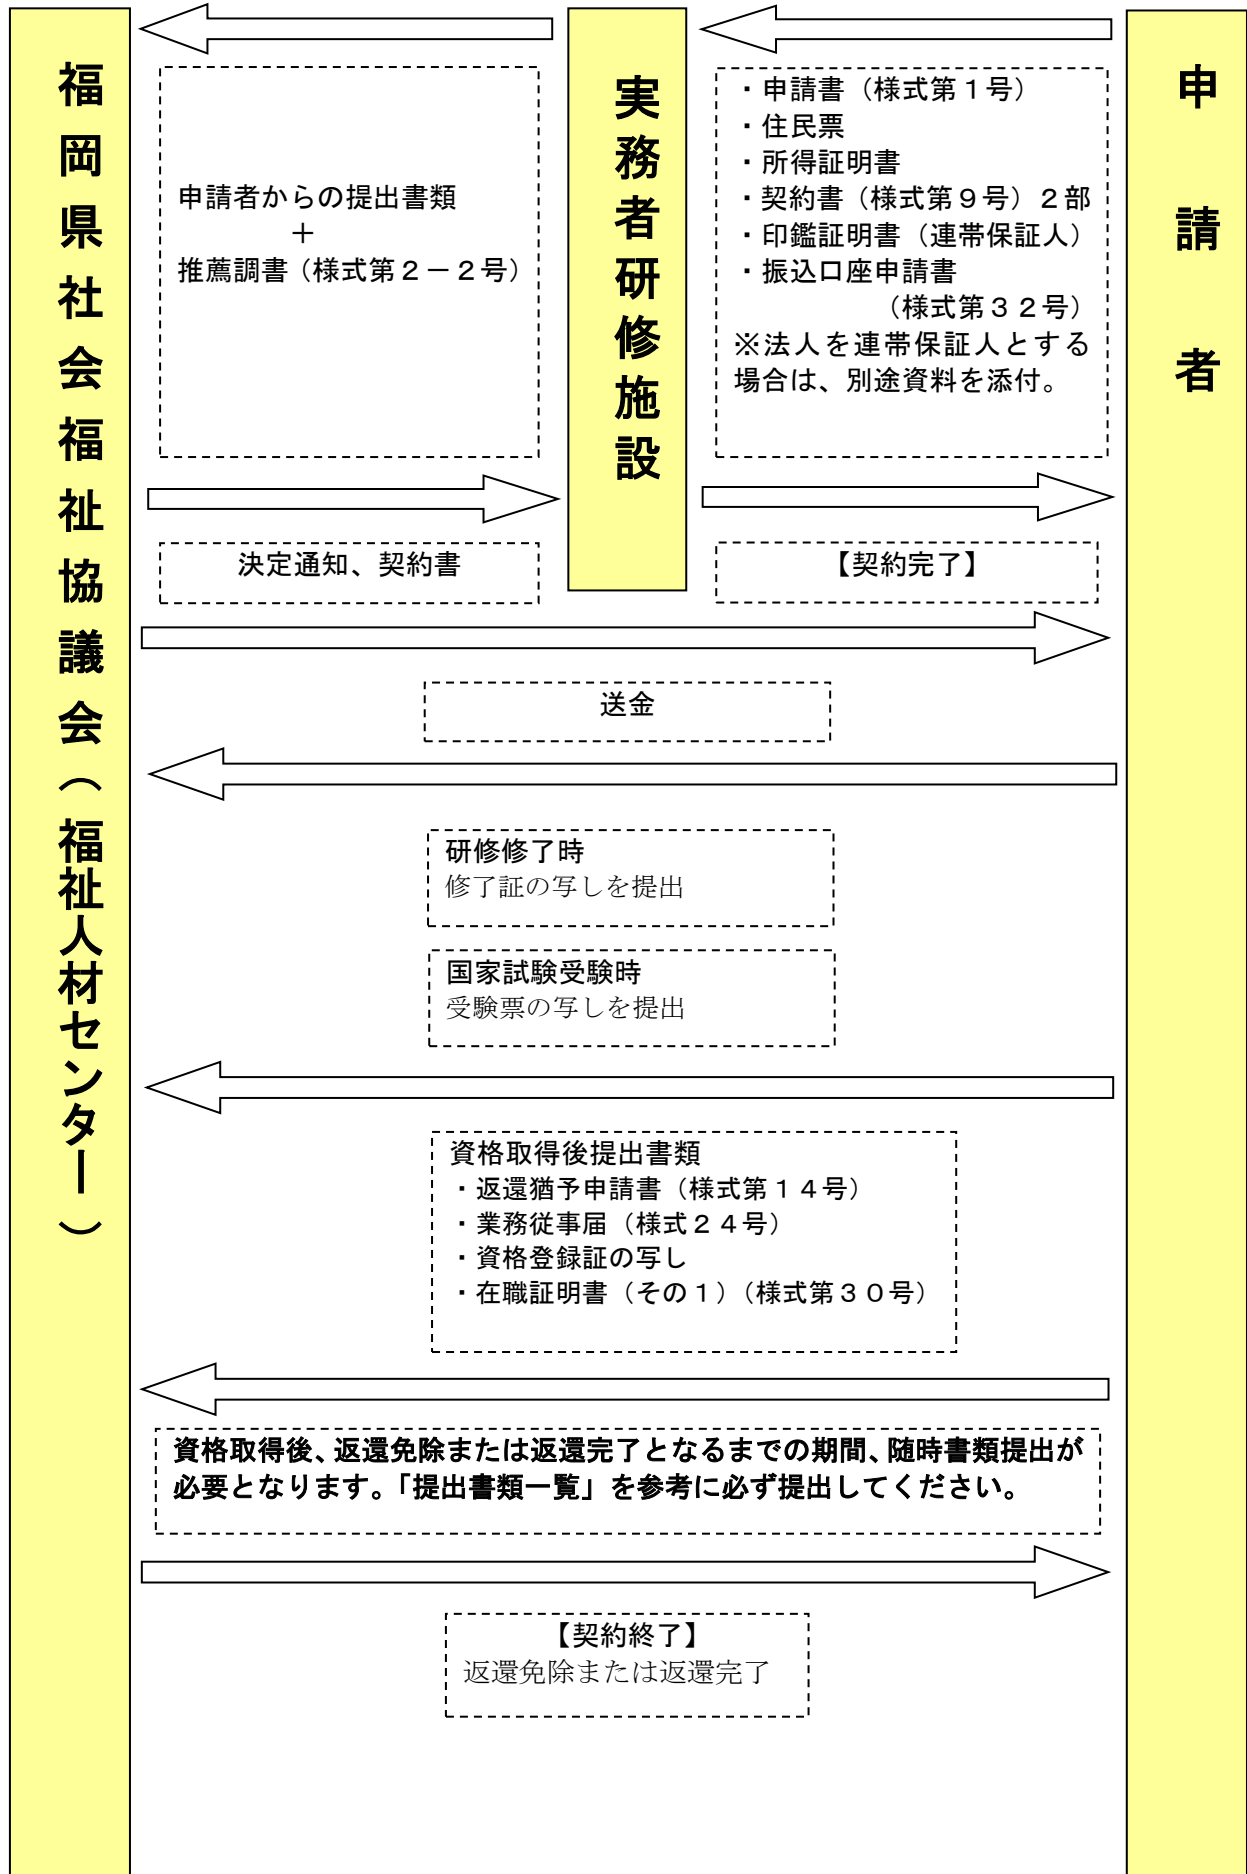 福岡県社会福祉協議会（福祉人材センター）
申請者からの提出書類
＋
推薦調書（様式第２－２号）
実務者研修施設
・申請書（様式第１号）
・住民票
・所得証明書
・契約書（様式第９号）２部
・印鑑証明書（連帯保証人）
・振込口座申請書
（様式第３２号）
※法人を連帯保証人とする
場合は、別途資料を添付。
申請者
決定通知、契約書
【契約完了】
送金
研修修了時
修了証の写しを提出
国家試験受験時
受験票の写しを提出
資格取得後提出書類
・返還猶予申請書（様式第１４号）
・業務従事届（様式２４号）
・資格登録証の写し
・在職証明書（その１）（様式第３０号）
資格取得後、返還免除または返還完了となるまでの期間、随時書類提出が
必要となります。「提出書類一覧」を参考に必ず提出してください。
【契約終了】
返還免除または返還完了